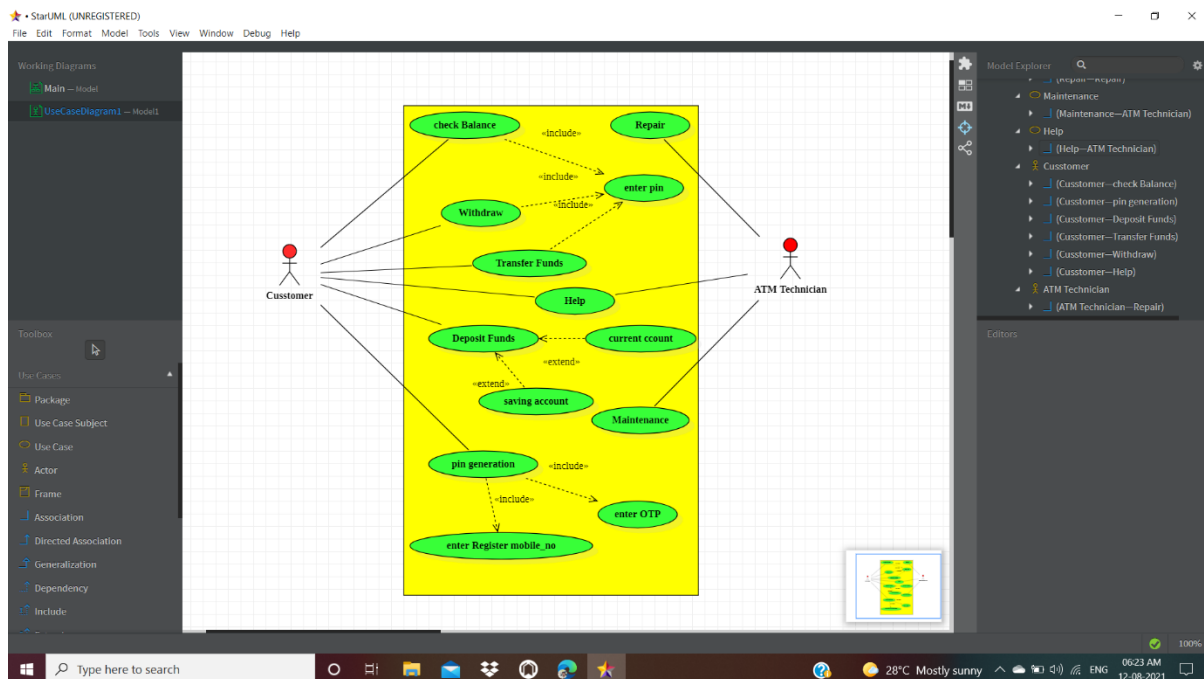 • StarUML (UNREGISTERED)
File Edit Format Model Tools View Window Debug Help
Working Diagrams
Main — Model
UseCaseDiagram1 — Model1
Toolbox
Use Cases
Package
Use Case Subject
Use Case
Actor
Frame
Association
Directed Association
Generalization
Dependency
Include
check Balance
«include»
Repair
«include»
enter pin
Withdraw
«include»
Transfer Funds
Cusstomer
ATM Technician
Help
Deposit Funds
current ccount
«extend»
«extend»
saving account
Maintenance
pin generation
«include»
«include»
enter OTP
enter Register mobile_no
Model Explorer
(Repair—Repair)
Maintenance
(Maintenance—ATM Technician)
Help
(Help—ATM Technician)
Cusstomer
(Cusstomer—check Balance)
(Cusstomer—pin generation)
(Cusstomer—Deposit Funds)
(Cusstomer—Transfer Funds)
(Cusstomer—Withdraw)
(Cusstomer—Help)
ATM Technician
(ATM Technician—Repair)
Editors
100%
Type here to search
28°C Mostly sunny
ENG
06:23 AM
12-08-2021